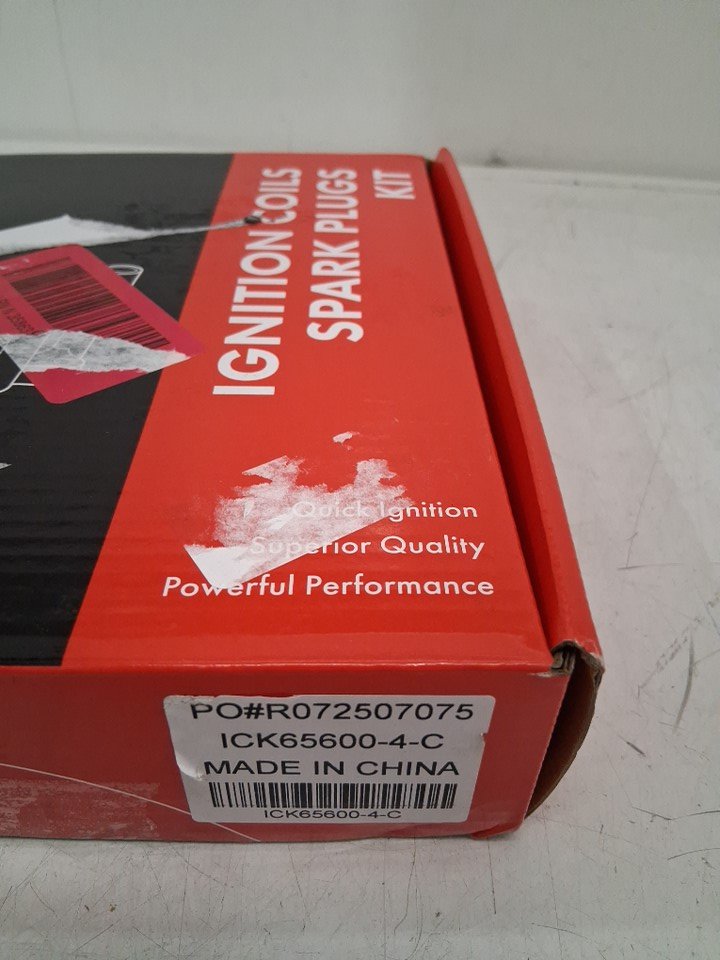 IGNITION COILS
SPARK PLUGS
KIT
Quick Ignition
Superior Quality
Powerful Performance
PO#R072507075
ICK65600-4-C
MADE IN CHINA
ICK65600-4-C